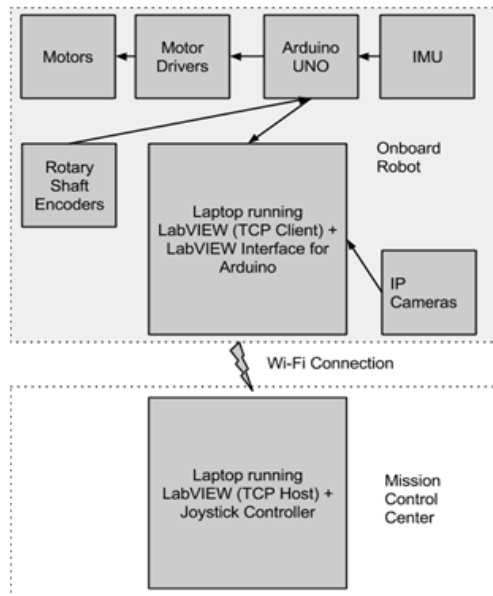 Motors
Motor
Drivers
Arduino
UNO
IMU
Rotary
Shaft
Encoders
Onboard
Robot
Laptop running
LabVIEW (TCP Client) +
LabVIEW Interface for
Arduino
IP
Cameras
Wi-Fi Connection
Laptop running
LabVIEW (TCP Host) +
Joystick Controller
Mission
Control
Center